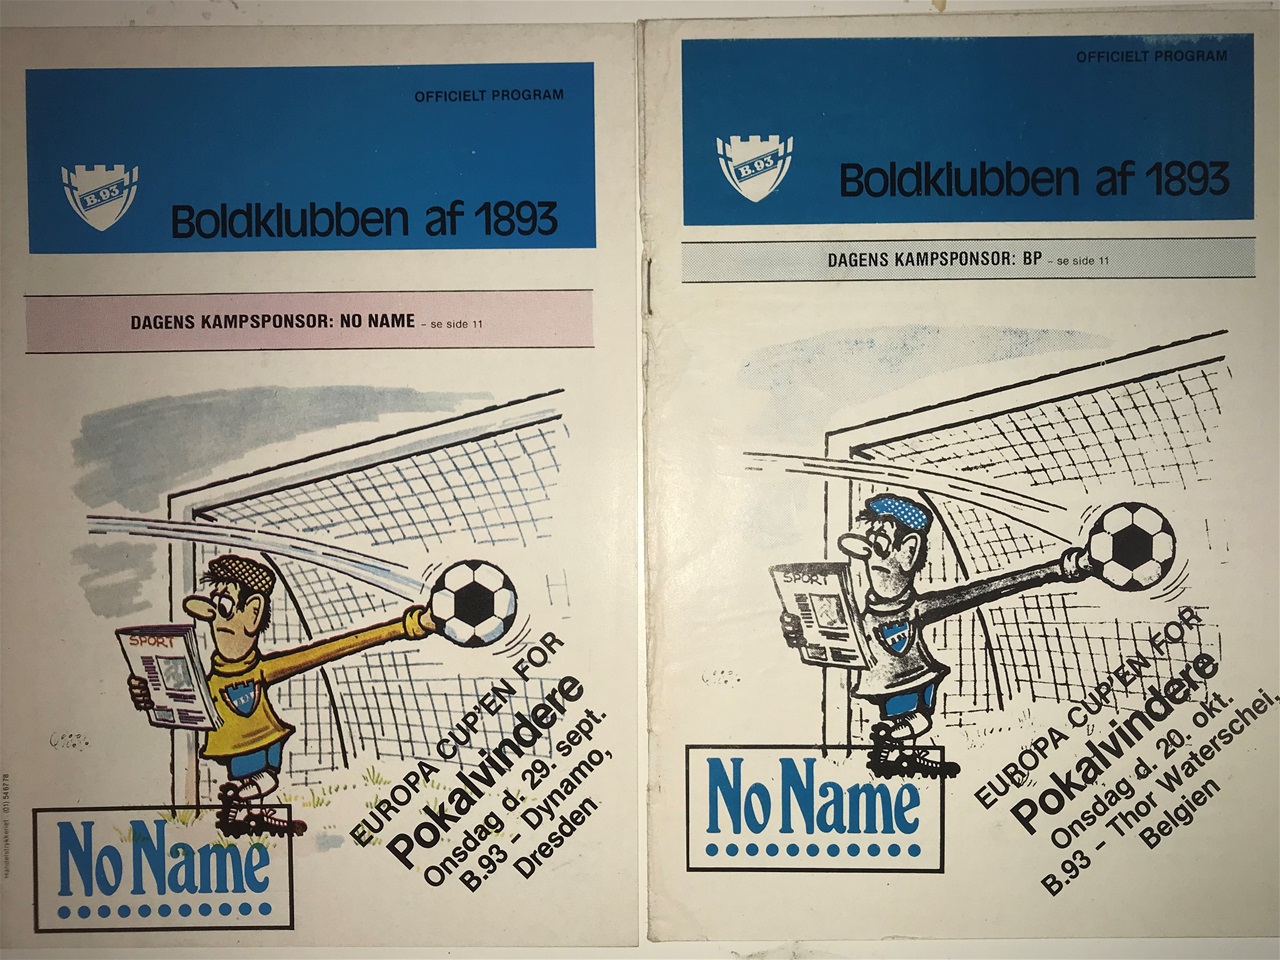 OFFICIELT PROGRAM
B.93
Boldklubben af 1893
DAGENS KAMPSPONSOR: NO NAME – se side 11
SPORT
EUROPA CUP'EN FOR
Pokalvindere
Onsdag d. 29. sept.
B.93 – Dynamo,
Dresden
No Name
OFFICIELT PROGRAM
B.93
Boldklubben af 1893
DAGENS KAMPSPONSOR: BP – se side 11
SPORT
EUROPA CUP'EN FOR
Pokalvindere
Onsdag d. 20. okt.
B.93 – Thor Waterschei,
Belgien
No Name